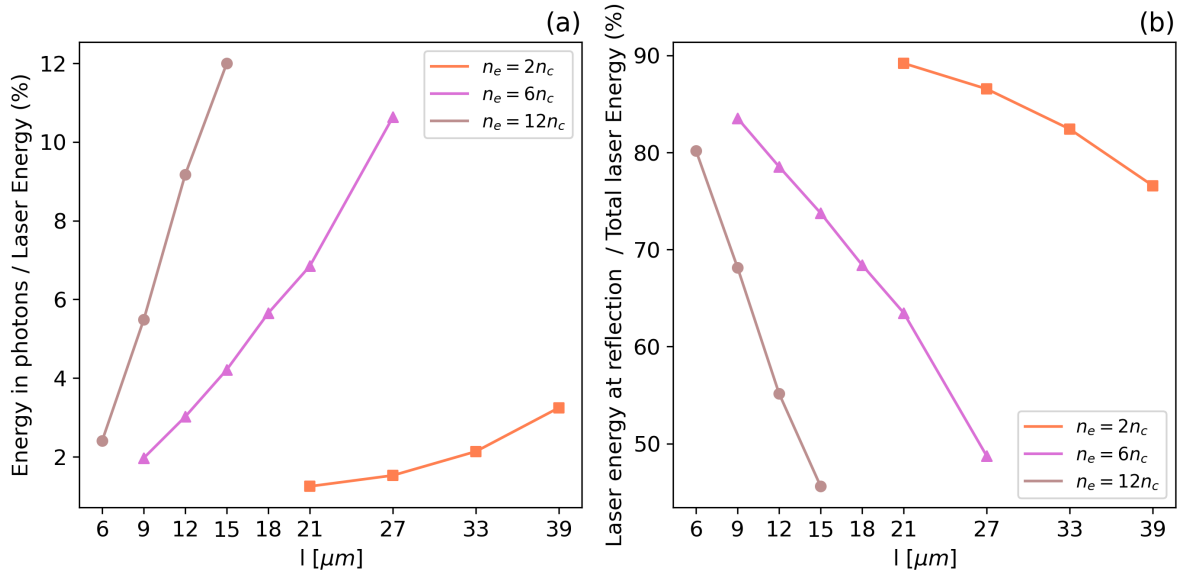 (a)
Energy in photons / Laser Energy (%)
12
10
8
6
4
2
n_e = 2n_c
n_e = 6n_c
n_e = 12n_c
6 9 12 15 18 21 27 33 39
l [μm]
(b)
Laser energy at reflection / Total laser Energy (%)
90
80
70
60
50
n_e = 2n_c
n_e = 6n_c
n_e = 12n_c
6 9 12 15 18 21 27 33 39
l [μm]